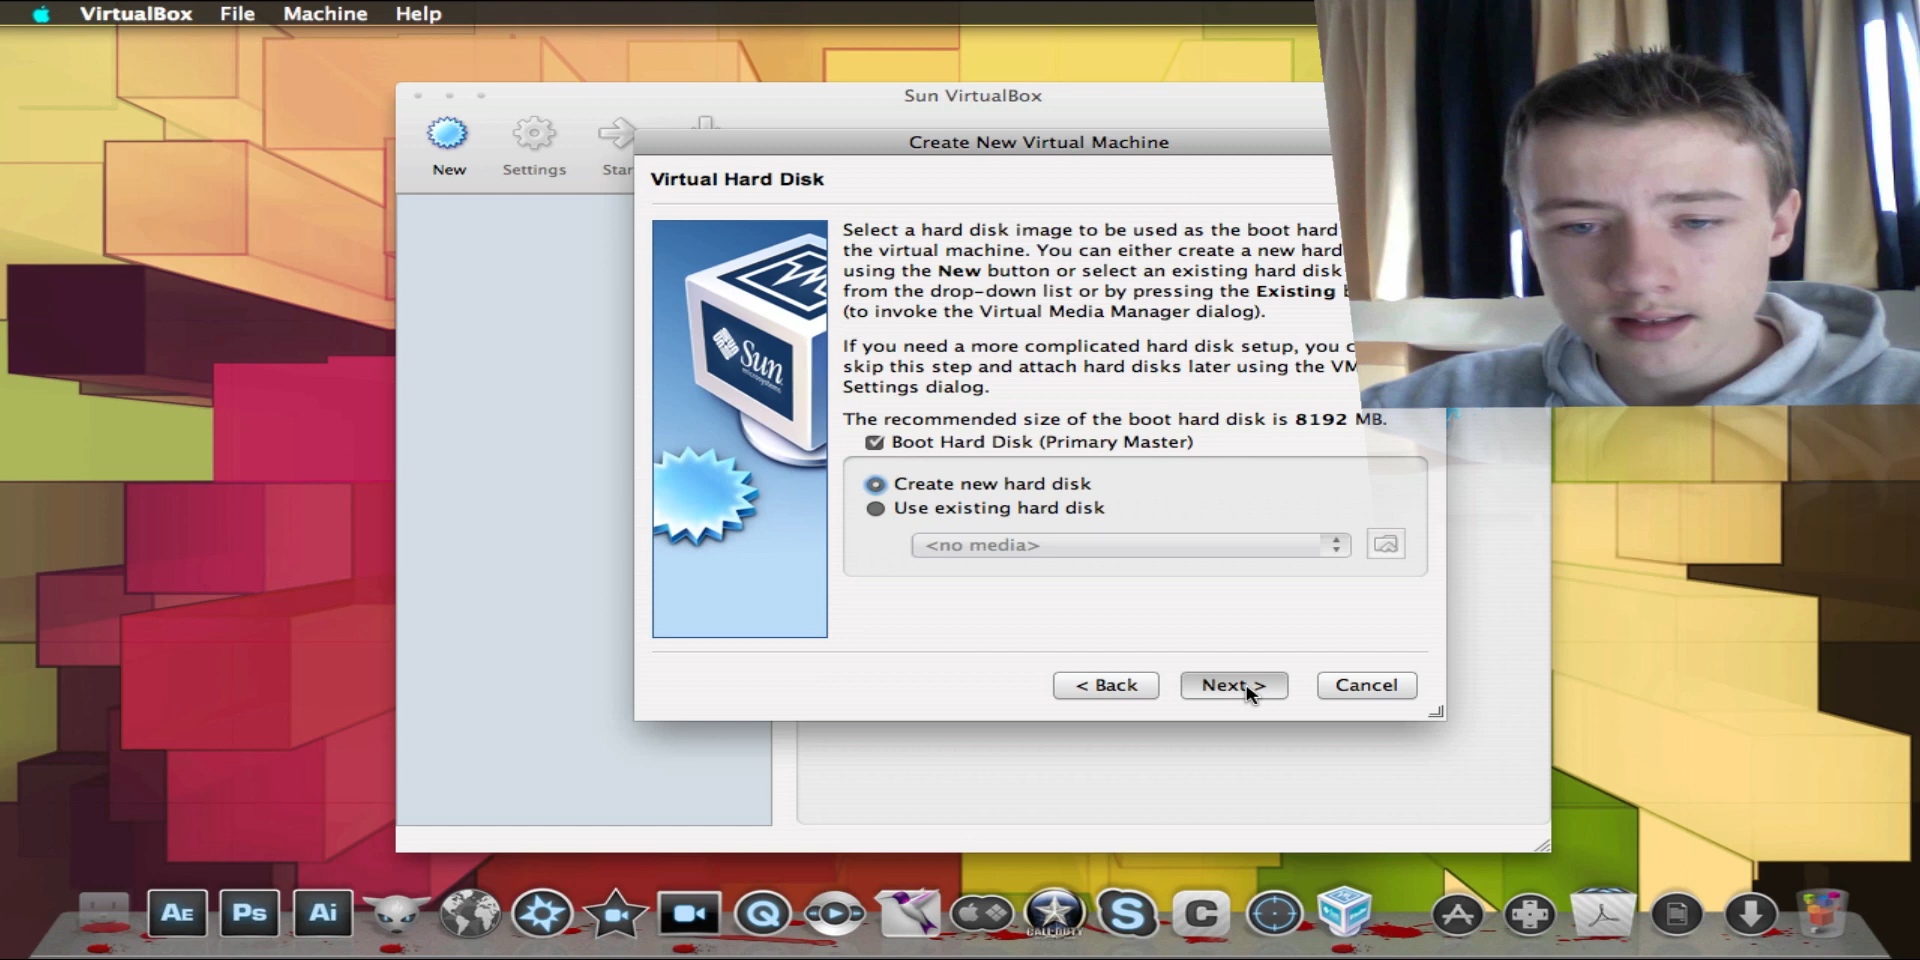 VirtualBox File Machine Help
Sun VirtualBox
New Settings
Create New Virtual Machine
Virtual Hard Disk
Select a hard disk image to be used as the boot hard
the virtual machine. You can either create a new hard
using the New button or select an existing hard disk
from the drop-down list or by pressing the Existing
(to invoke the Virtual Media Manager dialog).
If you need a more complicated hard disk setup, you
skip this step and attach hard disks later using the VM
Settings dialog.
The recommended size of the boot hard disk is 8192 MB.
Boot Hard Disk (Primary Master)
Create new hard disk
Use existing hard disk
<no media>
< Back Next > Cancel
Sun
microsystems
AE Ps Ai Q CALL OF DUTY S C